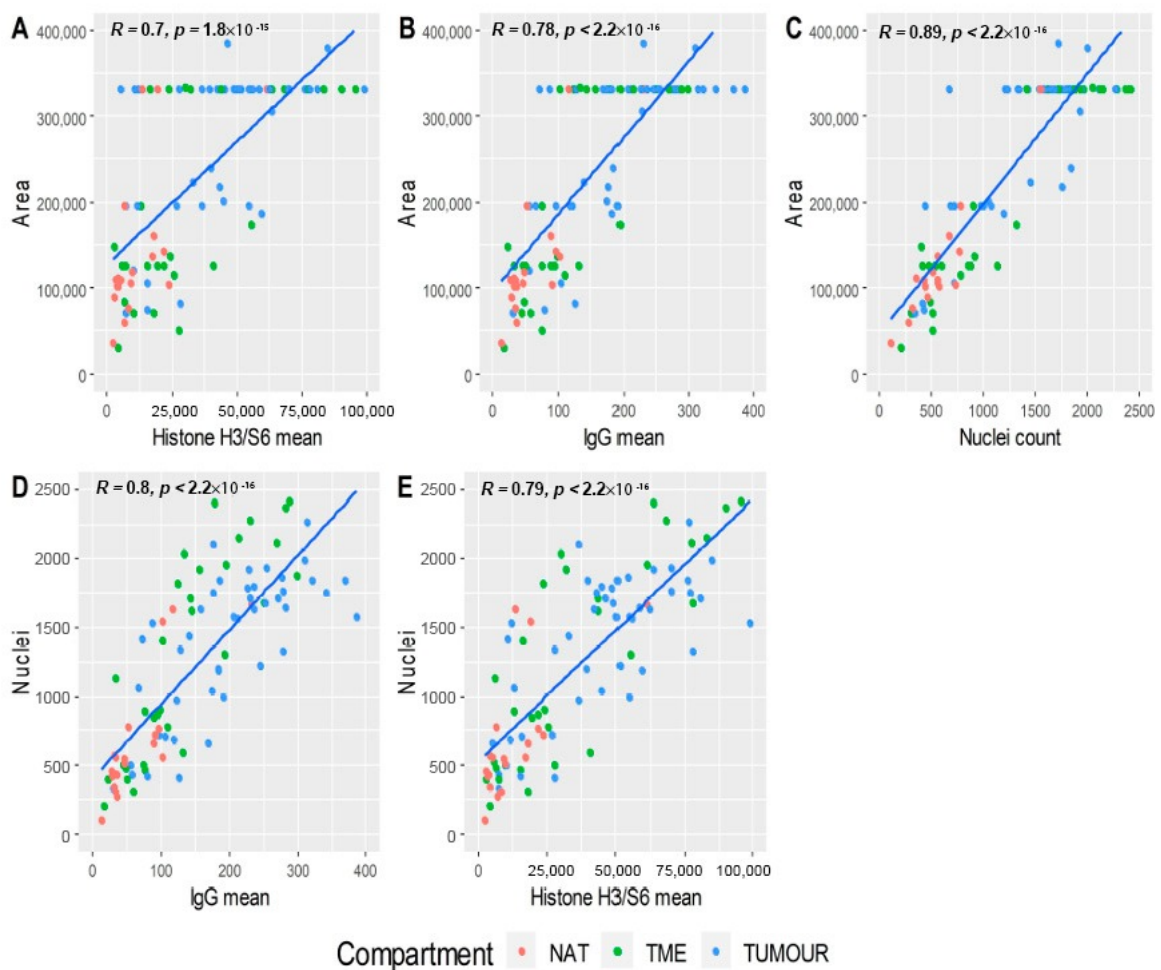 A R = 0.7, p = 1.8×10 -15
B R = 0.78, p < 2.2×10 -16
C R = 0.89, p < 2.2×10 -16
Area
400,000
300,000
200,000
100,000
0
0 25,000 50,000 75,000 100,000
Histone H3/S6 mean
Area
400,000
300,000
200,000
100,000
0
0 100 200 300 400
IgG mean
Area
400,000
300,000
200,000
100,000
0
0 500 1000 1500 2000 2500
Nuclei count
D R = 0.8, p < 2.2×10 -16
E R = 0.79, p < 2.2×10 -16
Nuclei
2500
2000
1500
1000
500
0
0 100 200 300 400
IgG mean
Nuclei
2500
2000
1500
1000
500
0
0 25,000 50,000 75,000 100,000
Histone H3/S6 mean
Compartment NAT TME TUMOUR